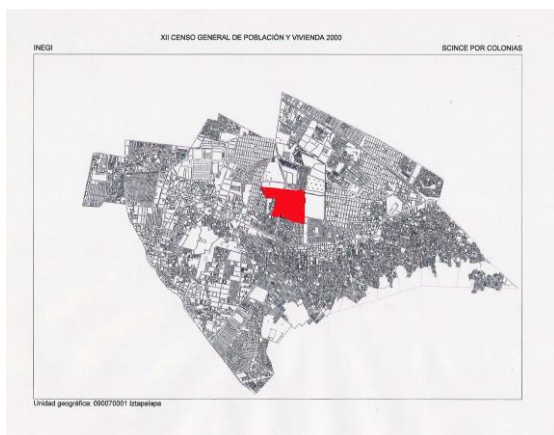 XII CENSO GENERAL DE POBLACIÓN Y VIVIENDA 2000
INEGI
SCINCE POR COLONIAS
Unidad geográfica: 090070001 Iztapalapa